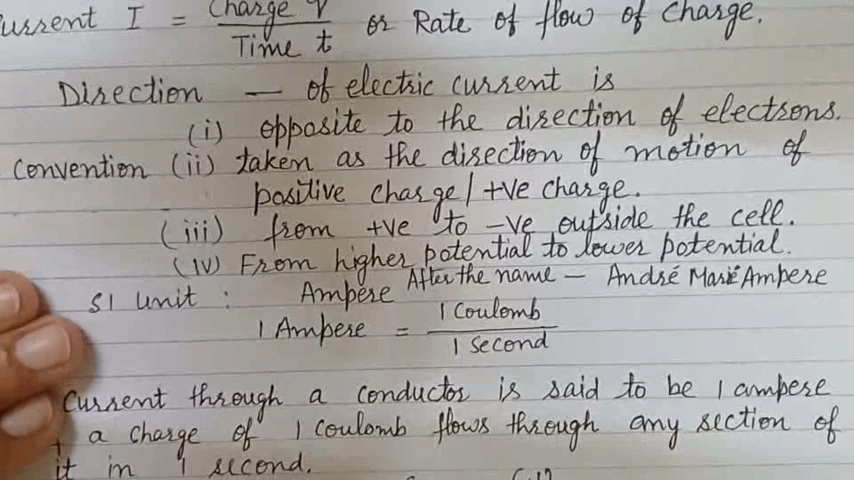 Current I = Charge q / Time t or Rate of flow of charge.
Direction — of electric current is
(i) opposite to the direction of electrons.
Convention (ii) taken as the direction of motion of
positive charge/ +ve charge.
(iii) from +ve to -ve outside the cell.
(iv) From higher potential to lower potential.
SI unit : Ampere After the name - André Marie Ampere
1 Ampere = 1 Coulomb / 1 second
Current through a conductor is said to be 1 ampere
a charge of 1 Coulomb flows through any section of
it in 1 second.